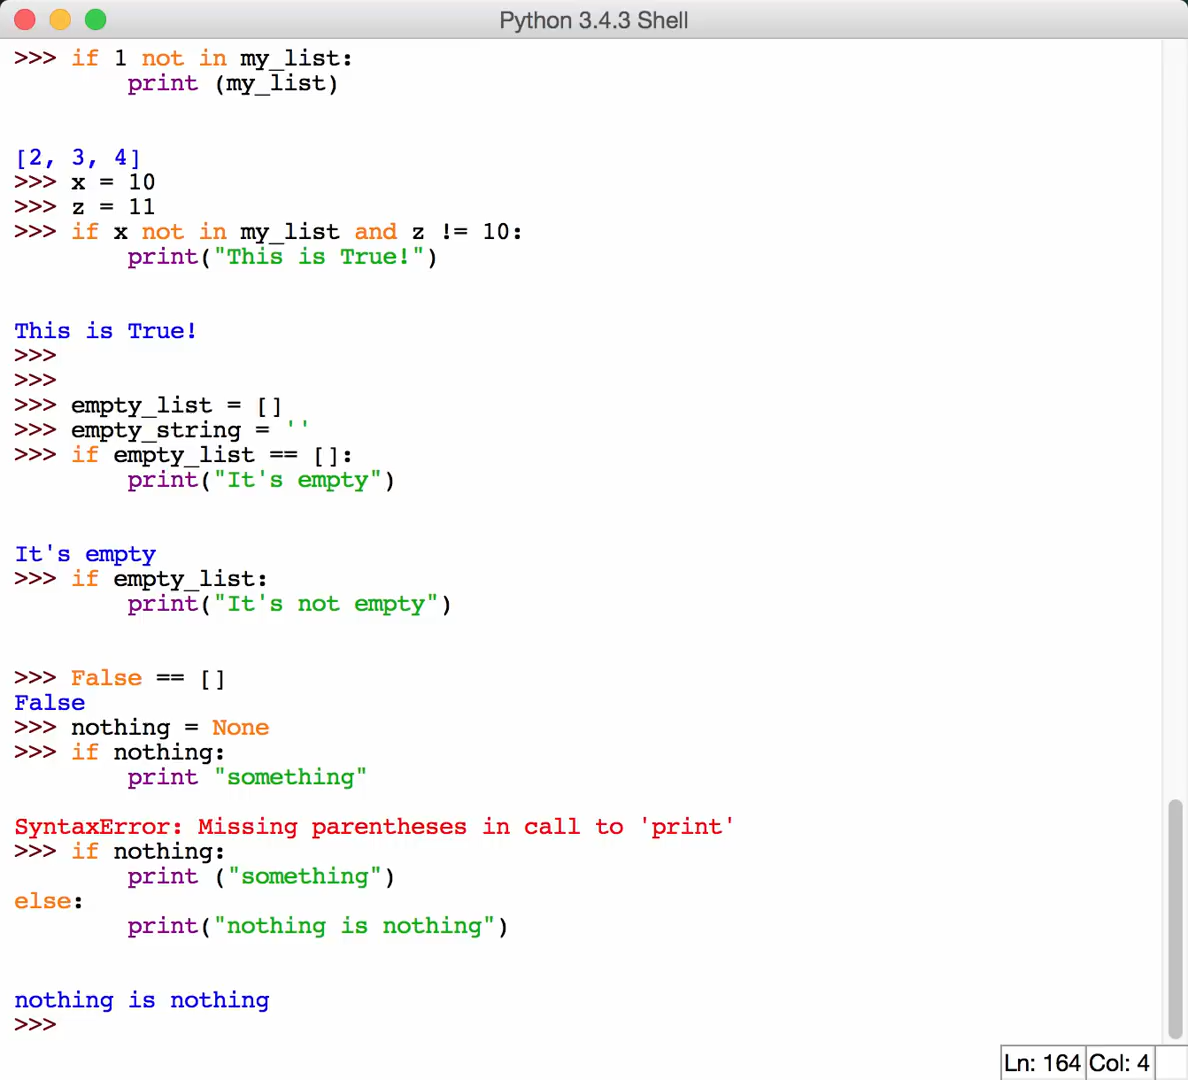 Python 3.4.3 Shell
>>> if 1 not in my_list:
        print (my_list)
[2, 3, 4]
>>> x = 10
>>> z = 11
>>> if x not in my_list and z != 10:
        print("This is True!")
This is True!
>>>
>>>
>>> empty_list = []
>>> empty_string = ''
>>> if empty_list == []:
        print("It's empty")
It's empty
>>> if empty_list:
        print("It's not empty")
>>> False == []
False
>>> nothing = None
>>> if nothing:
        print "something"
SyntaxError: Missing parentheses in call to 'print'
>>> if nothing:
        print ("something")
else:
        print("nothing is nothing")
nothing is nothing
>>>
Ln: 164 Col: 4